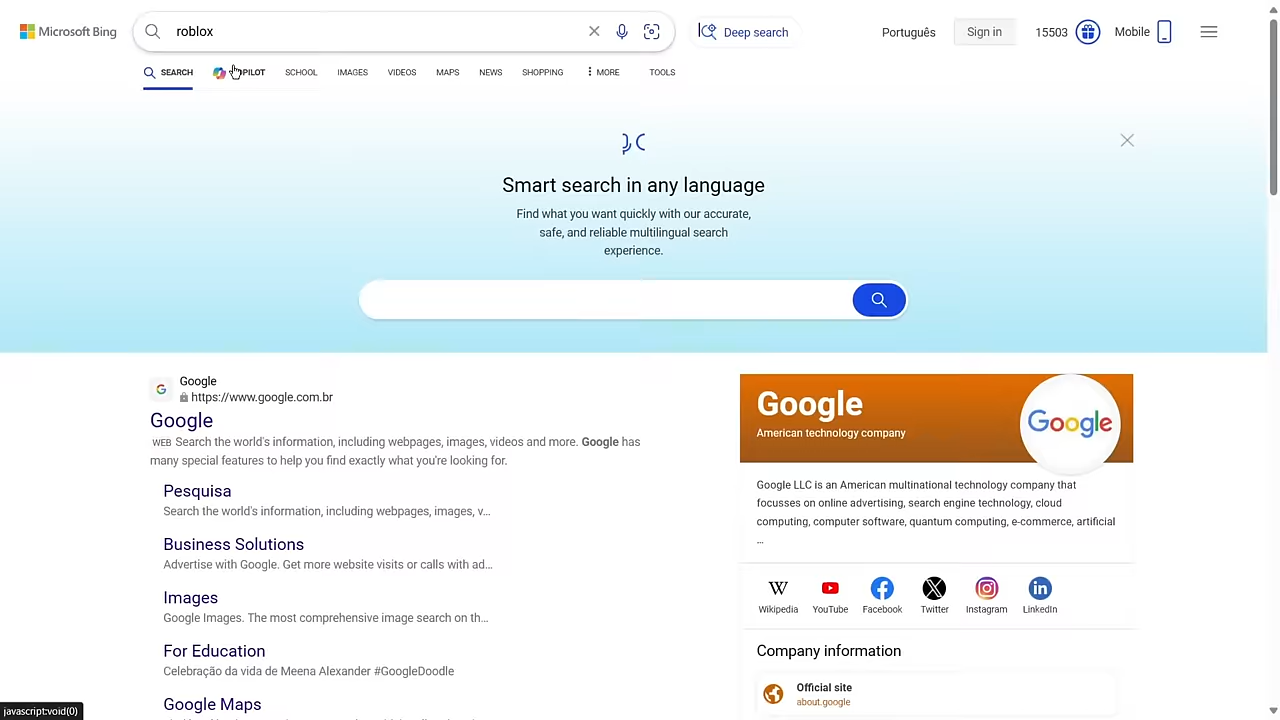 Microsoft Bing
roblox
Deep search
Português
Sign in
15503
Mobile
SEARCH
PILOT
SCHOOL
IMAGES
VIDEOS
MAPS
NEWS
SHOPPING
MORE
TOOLS
Smart search in any language
Find what you want quickly with our accurate,
safe, and reliable multilingual search
experience.
Google
https://www.google.com.br
Google
WEB Search the world's information, including webpages, images, videos and more. Google has
many special features to help you find exactly what you're looking for.
Pesquisa
Search the world's information, including webpages, images, v...
Business Solutions
Advertise with Google. Get more website visits or calls with ad...
Images
Google Images. The most comprehensive image search on th...
For Education
Celebração da vida de Meena Alexander #GoogleDoodle
Google Maps
Google
American technology company
Google
Google LLC is an American multinational technology company that
focusses on online advertising, search engine technology, cloud
computing, computer software, quantum computing, e-commerce, artificial
...
Wikipedia
YouTube
Facebook
Twitter
Instagram
LinkedIn
Company information
Official site
about.google
javascript:void(0)